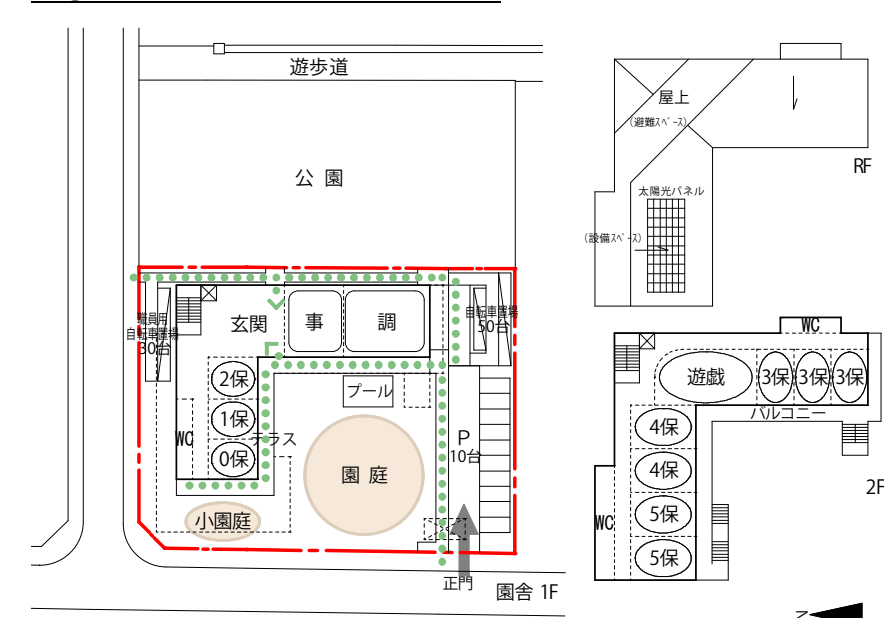 遊歩道
公 園
職員用
自転車置場
30台
玄関
事
調
自転車置場
50台
2保
1保
0保
WC
テラス
プール
園 庭
P
10台
小園庭
正門
園舎 1F
屋上
(避難スペース)
太陽光パネル
(設備スペース)
RF
WC
遊戯
3保
3保
3保
バルコニー
4保
4保
5保
5保
WC
2F